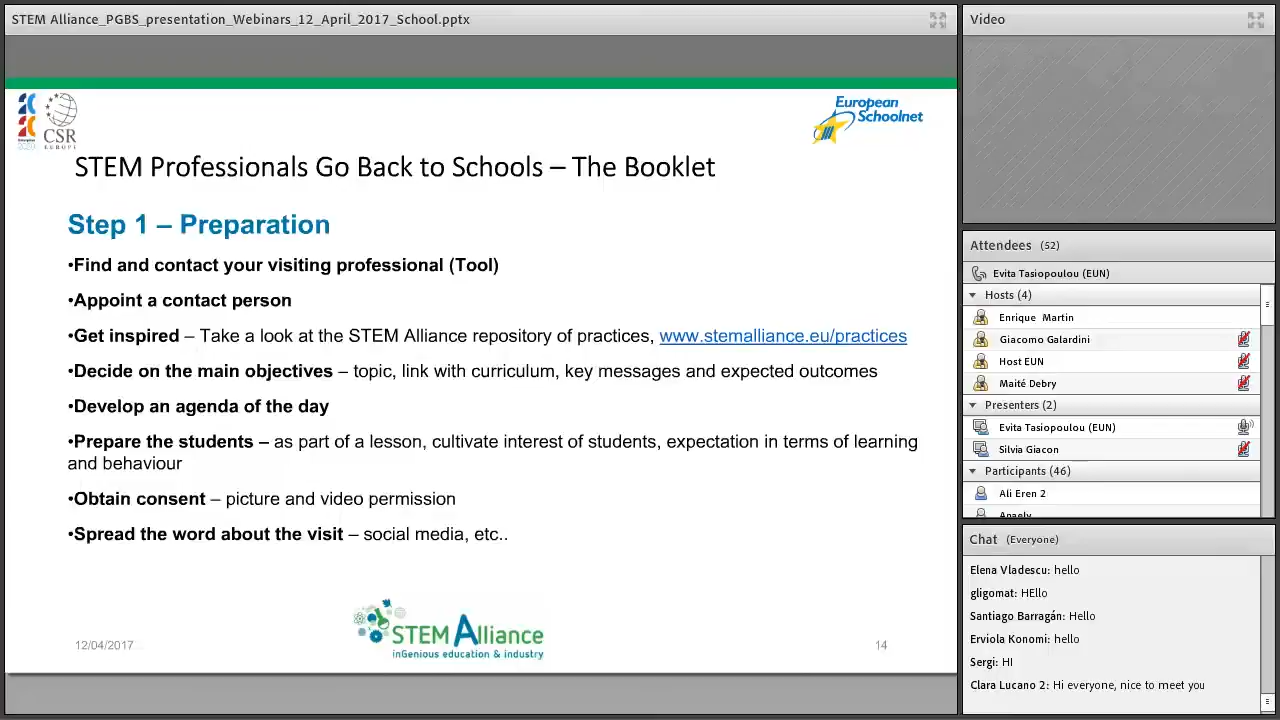 STEM Alliance_PGBS_presentation_Webinars_12_April_2017_School.pptx
CSR
EUROPE
European
Schoolnet
STEM Professionals Go Back to Schools – The Booklet
Step 1 – Preparation
•Find and contact your visiting professional (Tool)
•Appoint a contact person
•Get inspired – Take a look at the STEM Alliance repository of practices, www.stemalliance.eu/practices
•Decide on the main objectives – topic, link with curriculum, key messages and expected outcomes
•Develop an agenda of the day
•Prepare the students – as part of a lesson, cultivate interest of students, expectation in terms of learning
and behaviour
•Obtain consent – picture and video permission
•Spread the word about the visit – social media, etc..
STEM Alliance
inGenious education & industry
12/04/2017
14
Video
Attendees (52)
Evita Tasiopoulou (EUN)
Hosts (4)
Enrique Martin
Giacomo Galardini
Host EUN
Maité Debry
Presenters (2)
Evita Tasiopoulou (EUN)
Silvia Giacon
Participants (46)
Ali Eren 2
Chat (Everyone)
Elena Vladescu: hello
gligomat: HEllo
Santiago Barragán: Hello
Erviola Konomi: hello
Sergi: HI
Clara Lucano 2: Hi everyone, nice to meet you